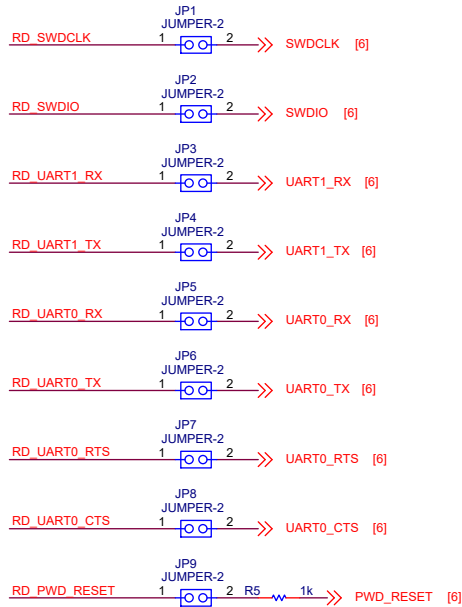 JP1
JUMPER-2
RD_SWDCLK 1 2 SWDCLK [6]
JP2
JUMPER-2
RD_SWDIO 1 2 SWDIO [6]
JP3
JUMPER-2
RD_UART1_RX 1 2 UART1_RX [6]
JP4
JUMPER-2
RD_UART1_TX 1 2 UART1_TX [6]
JP5
JUMPER-2
RD_UART0_RX 1 2 UART0_RX [6]
JP6
JUMPER-2
RD_UART0_TX 1 2 UART0_TX [6]
JP7
JUMPER-2
RD_UART0_RTS 1 2 UART0_RTS [6]
JP8
JUMPER-2
RD_UART0_CTS 1 2 UART0_CTS [6]
JP9
JUMPER-2
RD_PWD_RESET 1 2 R5 1k PWD_RESET [6]